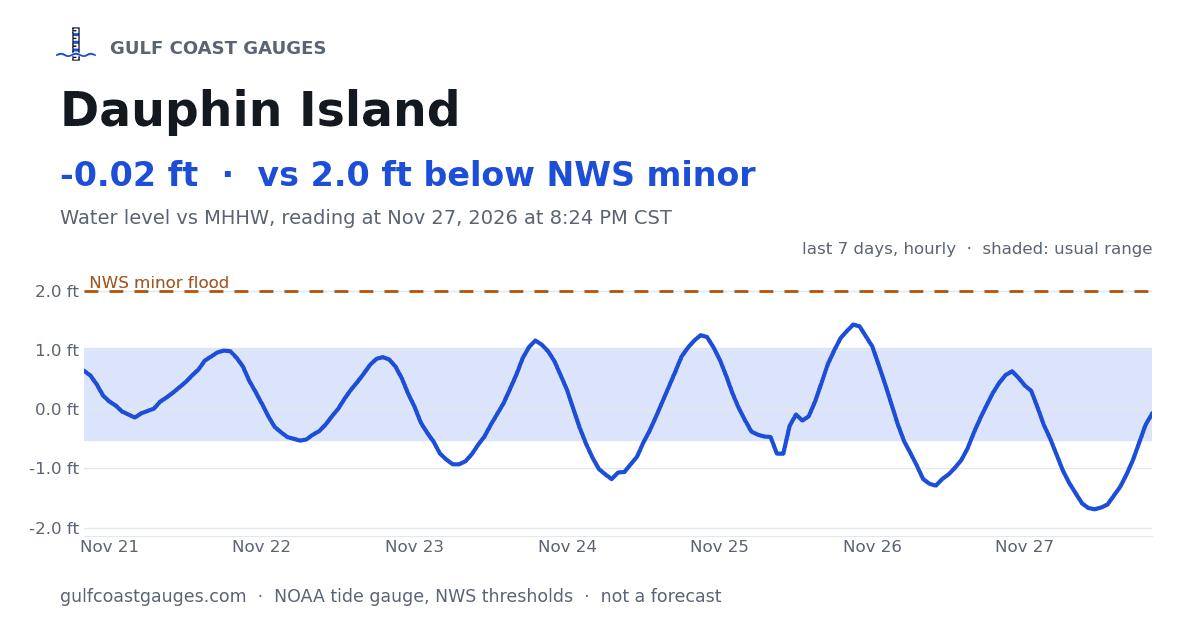 GULF COAST GAUGES
Dauphin Island
-0.02 ft · vs 2.0 ft below NWS minor
Water level vs MHHW, reading at Nov 27, 2026 at 8:24 PM CST
last 7 days, hourly · shaded: usual range
NWS minor flood
2.0 ft
1.0 ft
0.0 ft
-1.0 ft
-2.0 ft
Nov 21 Nov 22 Nov 23 Nov 24 Nov 25 Nov 26 Nov 27
gulfcoastgauges.com · NOAA tide gauge, NWS thresholds · not a forecast